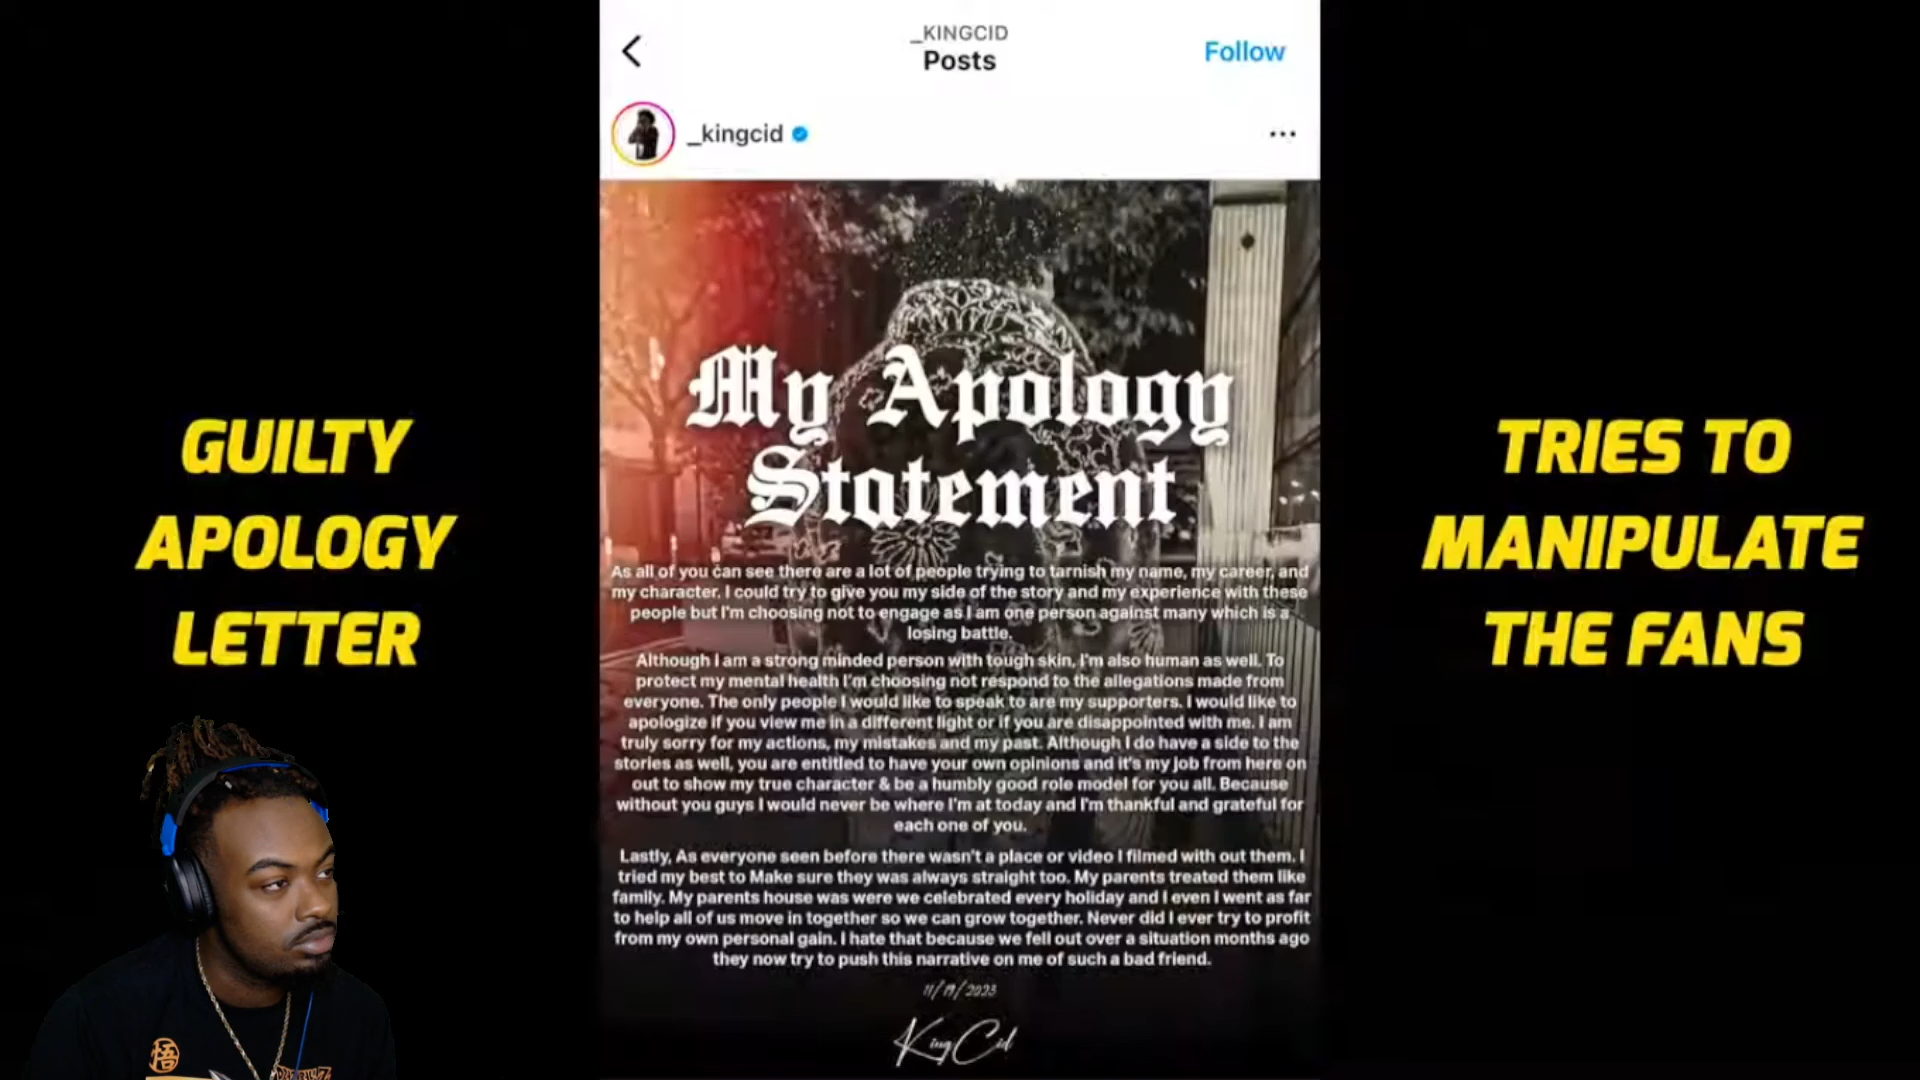 _KINGCID
Posts
Follow
_kingcid
My Apology
Statement
As all of you can see there are a lot of people trying to tarnish my name, my career, and
my character. I could try to give you my side of the story and my experience with these
people but I'm choosing not to engage as I am one person against many which is a
losing battle.
Although I am a strong minded person with tough skin, I'm also human as well. To
protect my mental health I'm choosing not respond to the allegations made from
everyone. The only people I would like to speak to are my supporters. I would like to
apologize if you view me in a different light or if you are disappointed with me. I am
truly sorry for my actions, my mistakes and my past. Although I do have a side to the
stories as well, you are entitled to have your own opinions and it's my job from here on
out to show my true character & be a humbly good role model for you all. Because
without you guys I would never be where I'm at today and I'm thankful and grateful for
each one of you.
Lastly, As everyone seen before there wasn't a place or video I filmed with out them. I
tried my best to Make sure they was always straight too. My parents treated them like
family. My parents house was were we celebrated every holiday and I even I went as far
to help all of us move in together so we can grow together. Never did I ever try to profit
from my own personal gain. I hate that because we fell out over a situation months ago
they now try to push this narrative on me of such a bad friend.
11/19/2023
King Cid
GUILTY
APOLOGY
LETTER
TRIES TO
MANIPULATE
THE FANS
悟